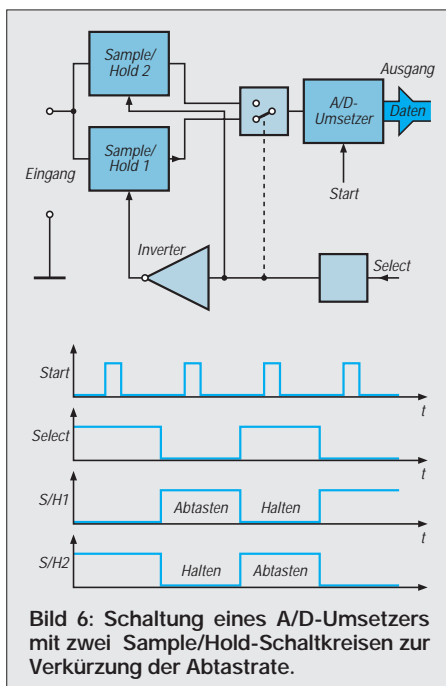 Sample/
Hold 2
Sample/
Hold 1
Eingang
A/D-
Umsetzer
Ausgang
Daten
Start
Inverter
Select
Start
t
Select
t
S/H1
Abtasten
Halten
t
S/H2
Halten
Abtasten
t
Bild 6: Schaltung eines A/D-Umsetzers
mit zwei Sample/Hold-Schaltkreisen zur
Verkürzung der Abtastrate.